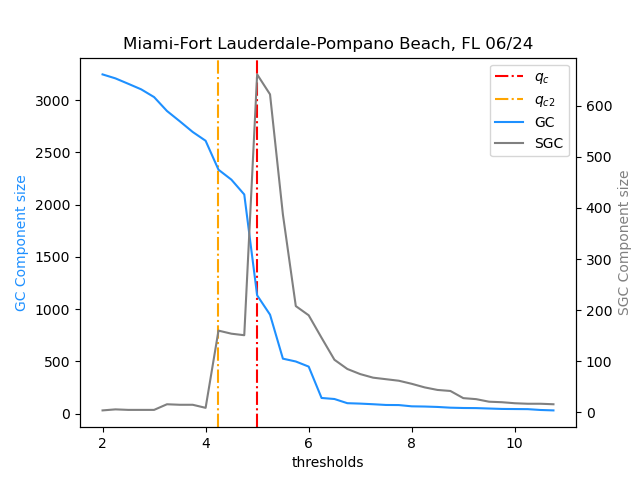 Miami-Fort Lauderdale-Pompano Beach, FL 06/24
GC Component size
3000
2500
2000
1500
1000
500
0
q_c
q_c2
GC
SGC
600
500
400
300
200
100
0
SGC Component size
2
4
6
8
10
thresholds